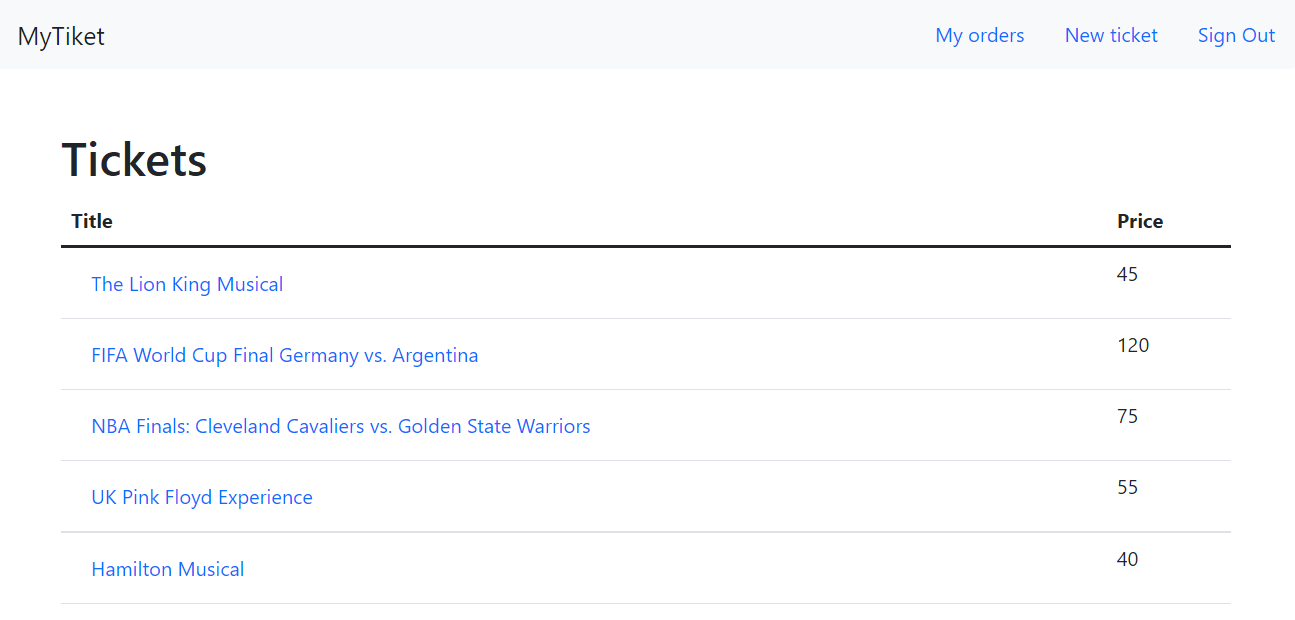 MyTiket My orders New ticket Sign Out
Tickets
Title Price
The Lion King Musical 45
FIFA World Cup Final Germany vs. Argentina 120
NBA Finals: Cleveland Cavaliers vs. Golden State Warriors 75
UK Pink Floyd Experience 55
Hamilton Musical 40